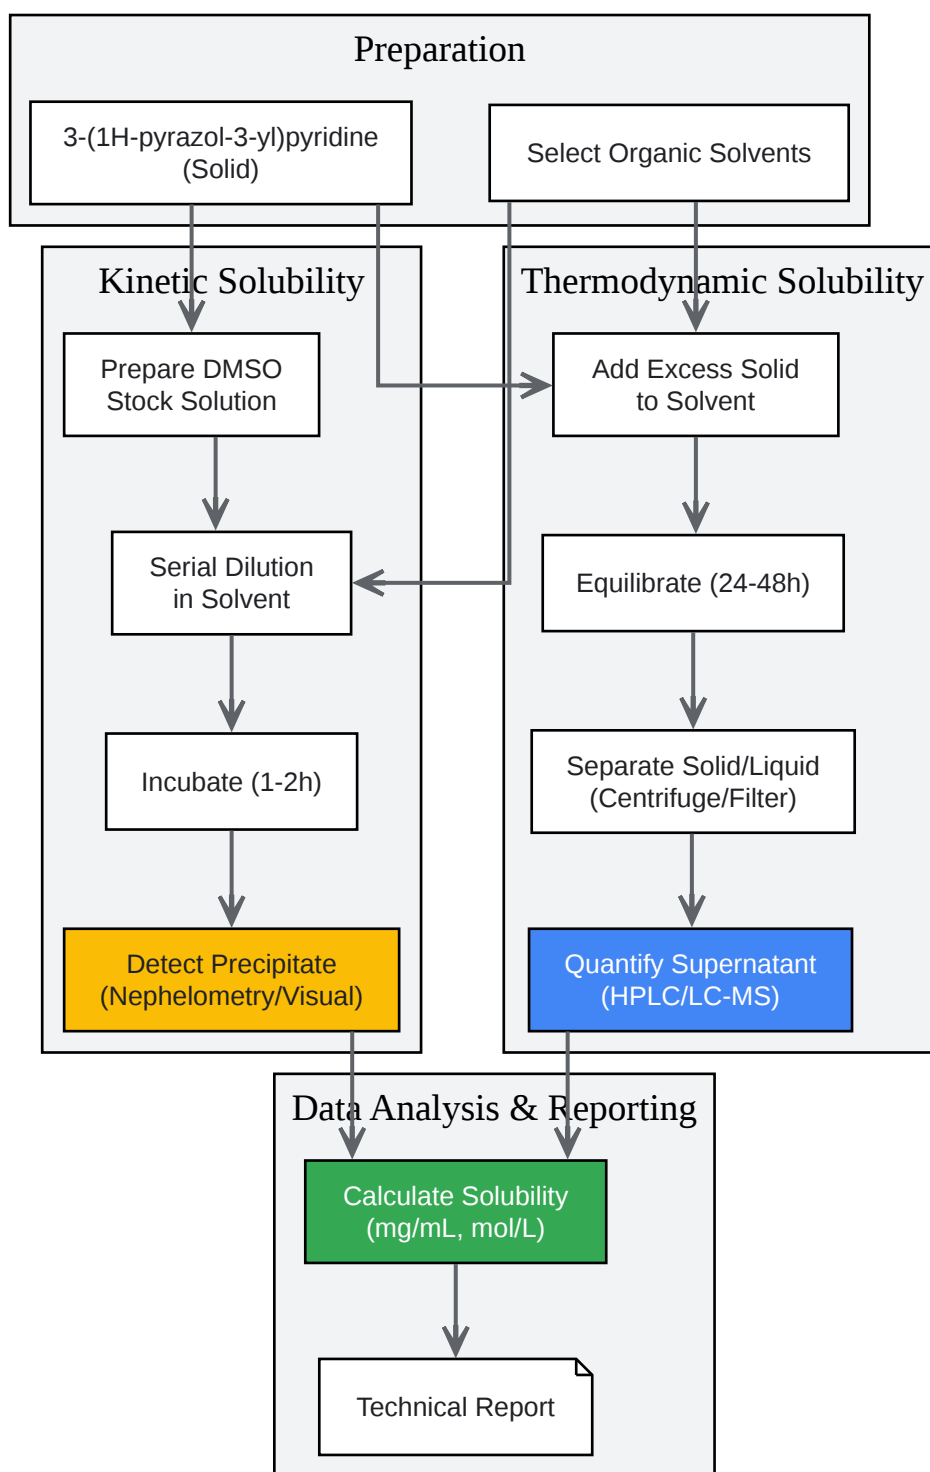 Preparation
3-(1H-pyrazol-3-yl)pyridine
(Solid)
Select Organic Solvents
Kinetic Solubility
Prepare DMSO
Stock Solution
Serial Dilution
in Solvent
Incubate (1-2h)
Detect Precipitate
(Nephelometry/Visual)
Thermodynamic Solubility
Add Excess Solid
to Solvent
Equilibrate (24-48h)
Separate Solid/Liquid
(Centrifuge/Filter)
Quantify Supernatant
(HPLC/LC-MS)
Data Analysis & Reporting
Calculate Solubility
(mg/mL, mol/L)
Technical Report